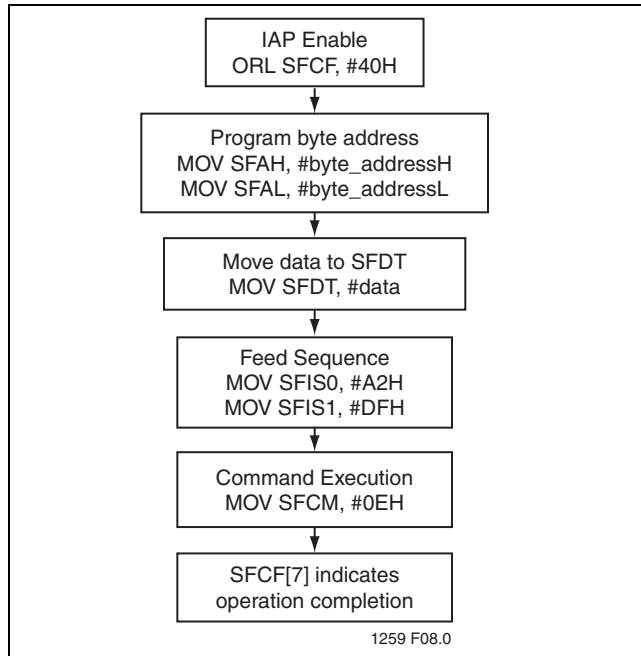 IAP Enable
ORL SFCF, #40H
Program byte address
MOV SFAH, #byte_addressH
MOV SFAL, #byte_addressL
Move data to SFDT
MOV SFDT, #data
Feed Sequence
MOV SFIS0, #A2H
MOV SFIS1, #DFH
Command Execution
MOV SFCM, #0EH
SFCF[7] indicates
operation completion
1259 F08.0